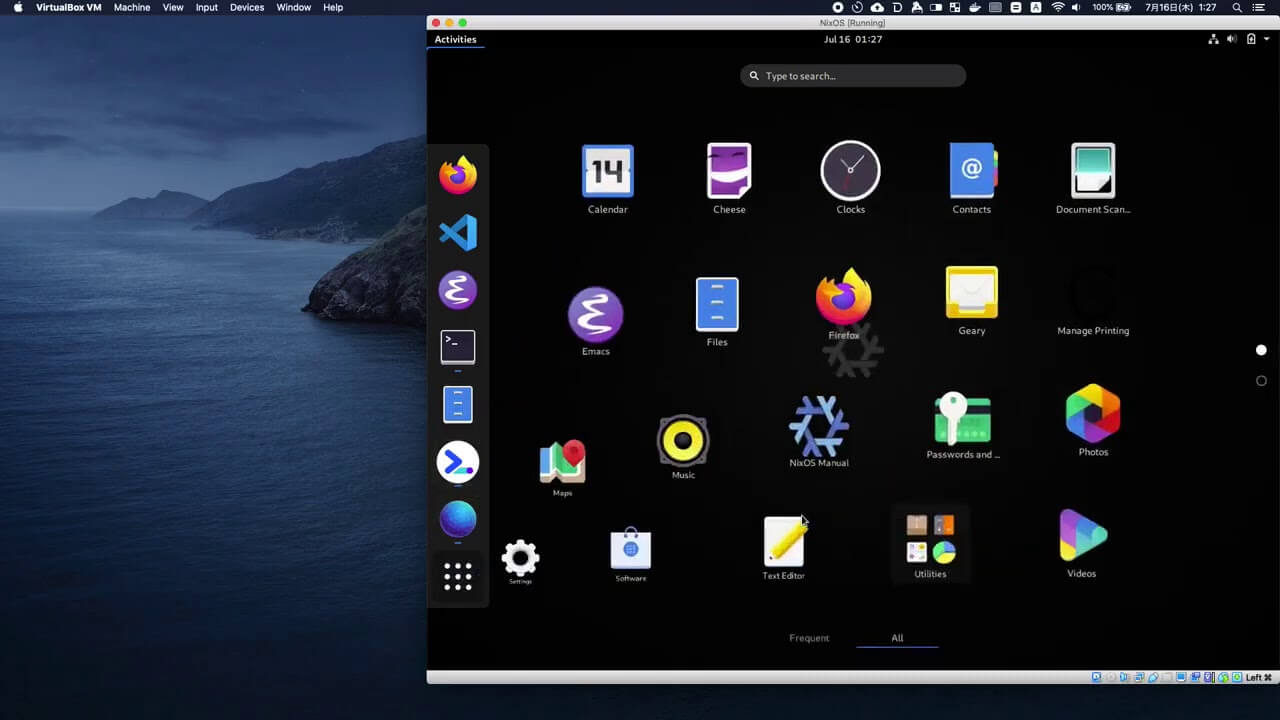 VirtualBox VM Machine View Input Devices Window Help
100% 7月16日(木) 1:27
NixOS [Running]
Activities
Jul 16 01:27
Type to search...
14
Calendar
Cheese
Clocks
@
Contacts
Document Scan...
Emacs
Files
Firefox
Geary
Manage Printing
Maps
Music
NixOS Manual
Passwords and ...
Photos
Settings
Software
Text Editor
Utilities
Videos
Frequent
All
Left ⌘